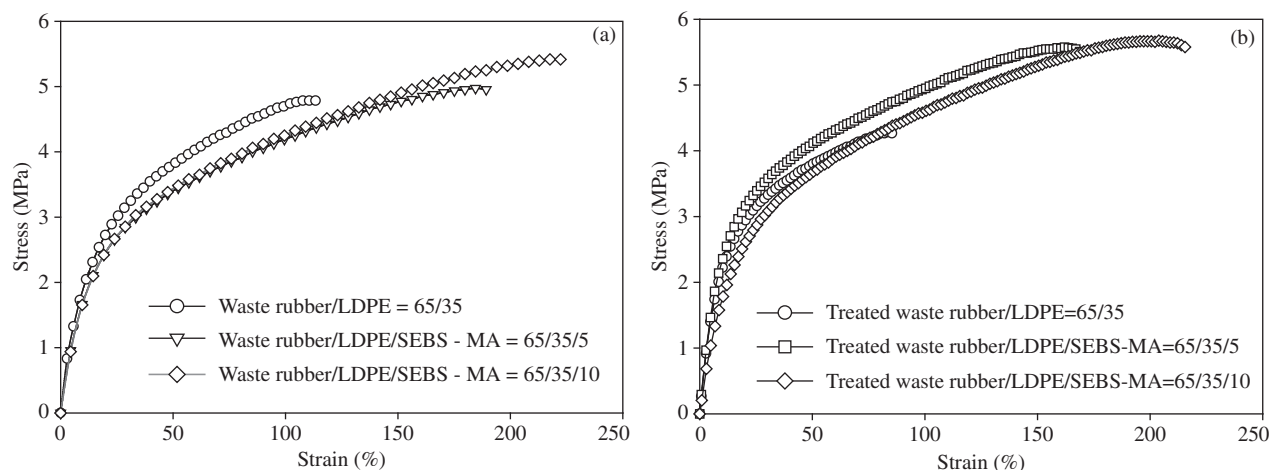 (a)
6
5
4
3
2
1
0
Stress (MPa)
Waste rubber/LDPE = 65/35
Waste rubber/LDPE/SEBS - MA = 65/35/5
Waste rubber/LDPE/SEBS - MA = 65/35/10
0 50 100 150 200 250
Strain (%)
(b)
6
5
4
3
2
1
0
Stress (MPa)
Treated waste rubber/LDPE=65/35
Treated waste rubber/LDPE/SEBS-MA=65/35/5
Treated waste rubber/LDPE/SEBS-MA=65/35/10
0 50 100 150 200 250
Strain (%)